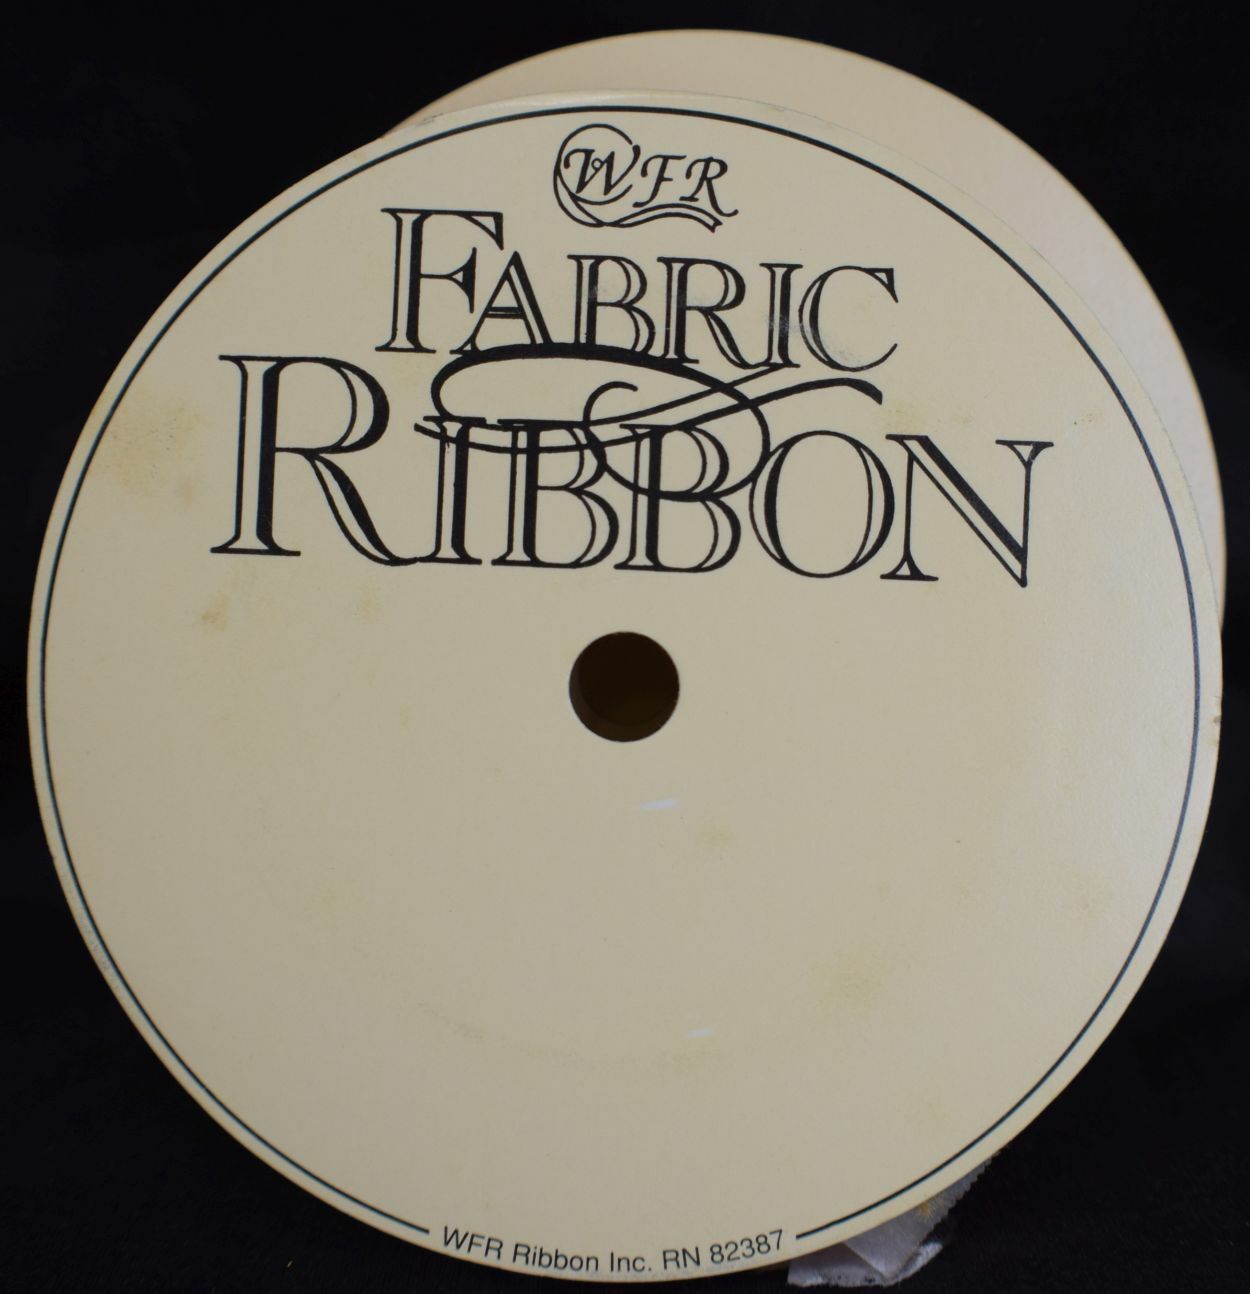 WFR
FABRIC
RIBBON
WFR Ribbon Inc. RN 82387